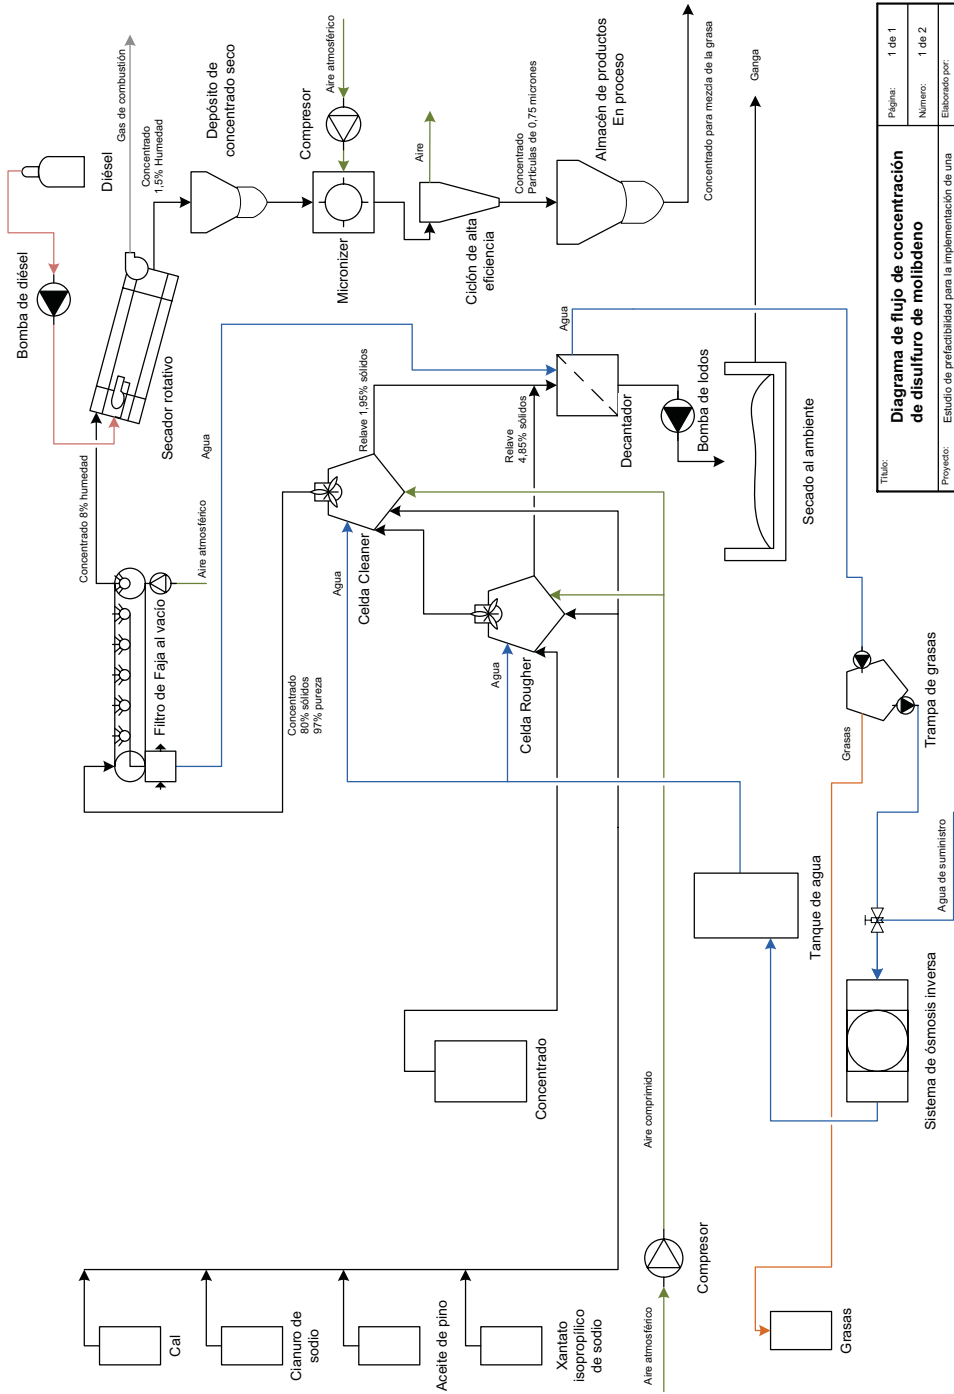 Diésel
Bomba de diésel
Gas de combustión
Concentrado
1,5% Humedad
Secador rotativo
Concentrado 8% humedad
Aire atmosférico
Filtro de Faja al vacio
Agua
Depósito de
concentrado seco
Compresor
Aire atmosférico
Micronizer
Aire
Ciclón de alta
eficiencia
Concentrado
Partículas de 0,75 micrones
Almacén de productos
En proceso
Concentrado para mezcla de la grasa
Concentrado
80% sólidos
97% pureza
Agua
Celda Cleaner
Relave 1,95% sólidos
Agua
Celda Rougher
Relave
4,85% sólidos
Agua
Decantador
Bomba de lodos
Secado al ambiente
Ganga
Concentrado
Cal
Cianuro de
sodio
Aceite de pino
Xantato
isopropílico
de sodio
Aire atmosférico
Compresor
Aire comprimido
Tanque de agua
Trampa de grasas
Grasas
Agua de suministro
Sistema de ósmosis inversa
Grasas
Título:
Diagrama de flujo de concentración
de disulfuro de molibdeno
Página: 1 de 1
Número: 1 de 2
Proyecto: Estudio de prefactibilidad para la implementación de una
Elaborado por: